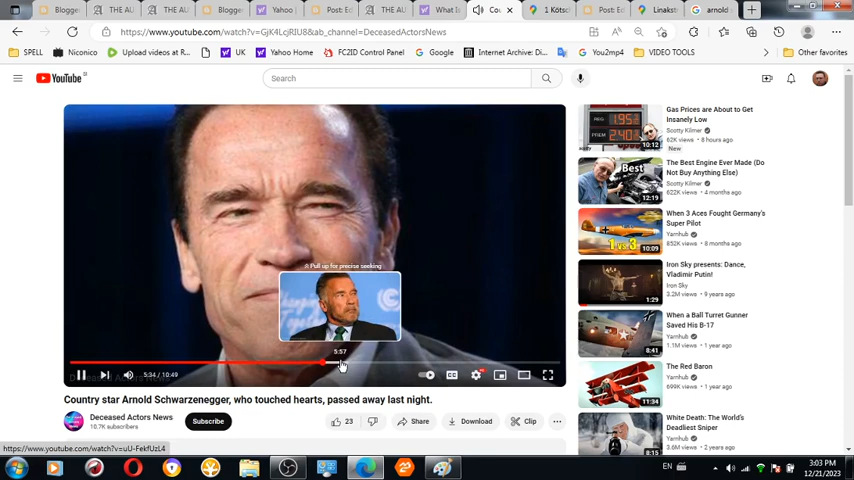 Blogger
THE AU
THE AU
Blogger
Yahoo
Post: Ed
THE AU
What Is
Co
1 Kötsc
Post: Ed
Linakst
arnold s
https://www.youtube.com/watch?v=GjK4LcjRIU8&ab_channel=DeceasedActorsNews
SPELL
Niconico
Upload videos at R...
UK
Yahoo Home
FC2ID Control Panel
Google
Internet Archive: Di...
You2mp4
VIDEO TOOLS
Other favorites
YouTube
Search
Pull up for precise seeking
5:57
5:34 / 10:49
CC
Country star Arnold Schwarzenegger, who touched hearts, passed away last night.
Deceased Actors News
10.7K subscribers
Subscribe
23
Share
Download
Clip
Gas Prices are About to Get
Insanely Low
Scotty Kilmer
62K views • 8 hours ago
New
10:12
The Best Engine Ever Made (Do
Not Buy Anything Else)
Scotty Kilmer
622K views • 4 months ago
Best
12:19
When 3 Aces Fought Germany's
Super Pilot
Yarnhub
852K views • 8 months ago
1 vs 3
10:09
Iron Sky presents: Dance,
Vladimir Putin!
Iron Sky
3.2M views • 9 years ago
1:29
When a Ball Turret Gunner
Saved His B-17
Yarnhub
1.1M views • 1 year ago
8:41
The Red Baron
Yarnhub
699K views • 1 year ago
11:34
White Death: The World's
Deadliest Sniper
Yarnhub
3.6M views • 2 years ago
8:15
https://www.youtube.com/watch?v=uU-FekfUzL4
EN
3:03 PM
12/21/2023